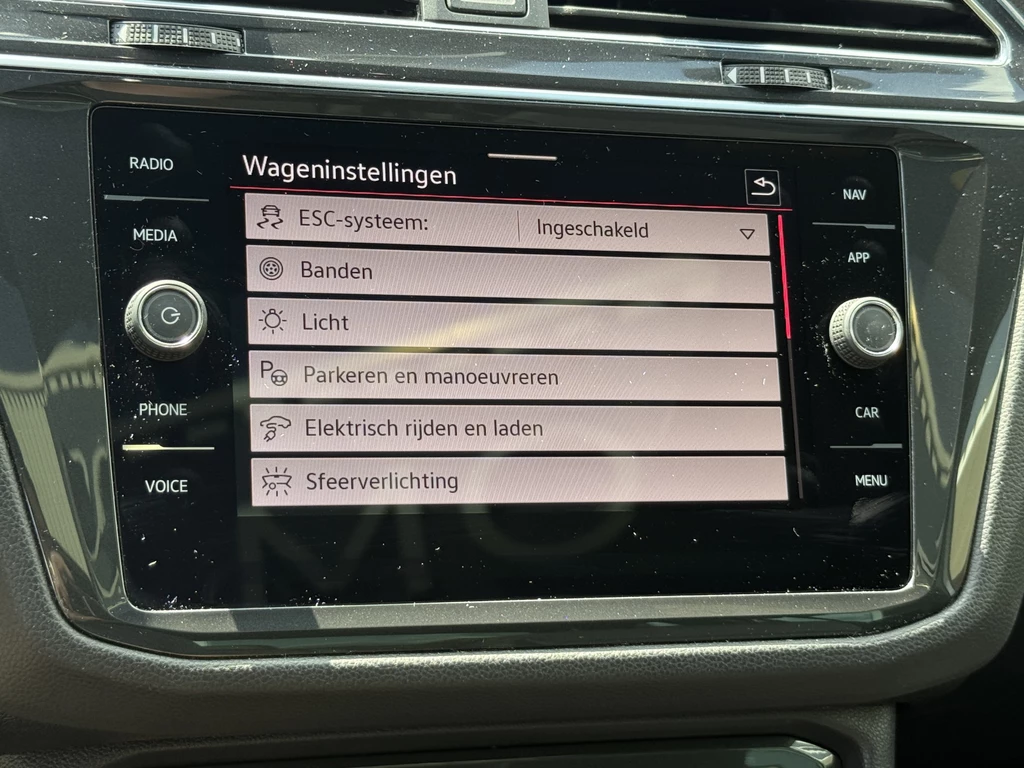 RADIO
MEDIA
PHONE
VOICE
Wageninstellingen
ESC-systeem: Ingeschakeld
Banden
Licht
Parkeren en manoeuvreren
Elektrisch rijden en laden
Sfeerverlichting
NAV
APP
CAR
MENU